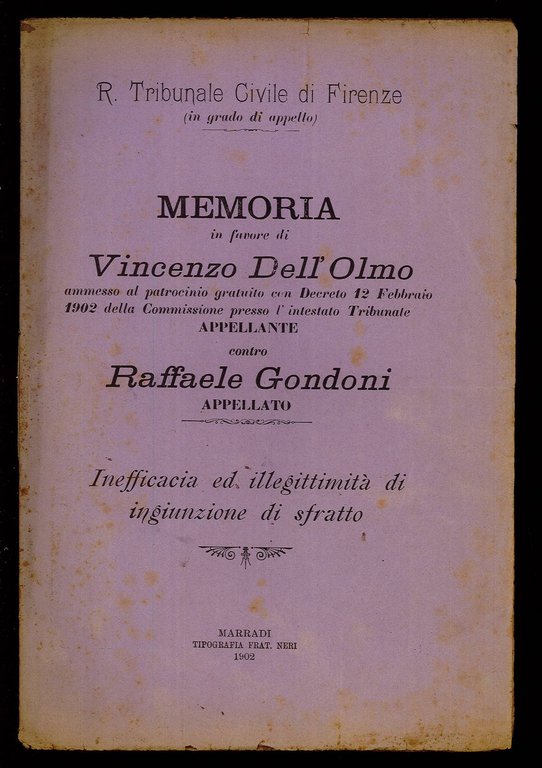 R. Tribunale Civile di Firenze
(in grado di appello)
MEMORIA
in favore di
Vincenzo Dell'Olmo
ammesso al patrocinio gratuito con Decreto 12 Febbraio
1902 della Commissione presso l'intestato Tribunale
APPELLANTE
contro
Raffaele Gondoni
APPELLATO
Inefficacia ed illegittimità di
ingiunzione di sfratto
MARRADI
TIPOGRAFIA FRAT. NERI
1902